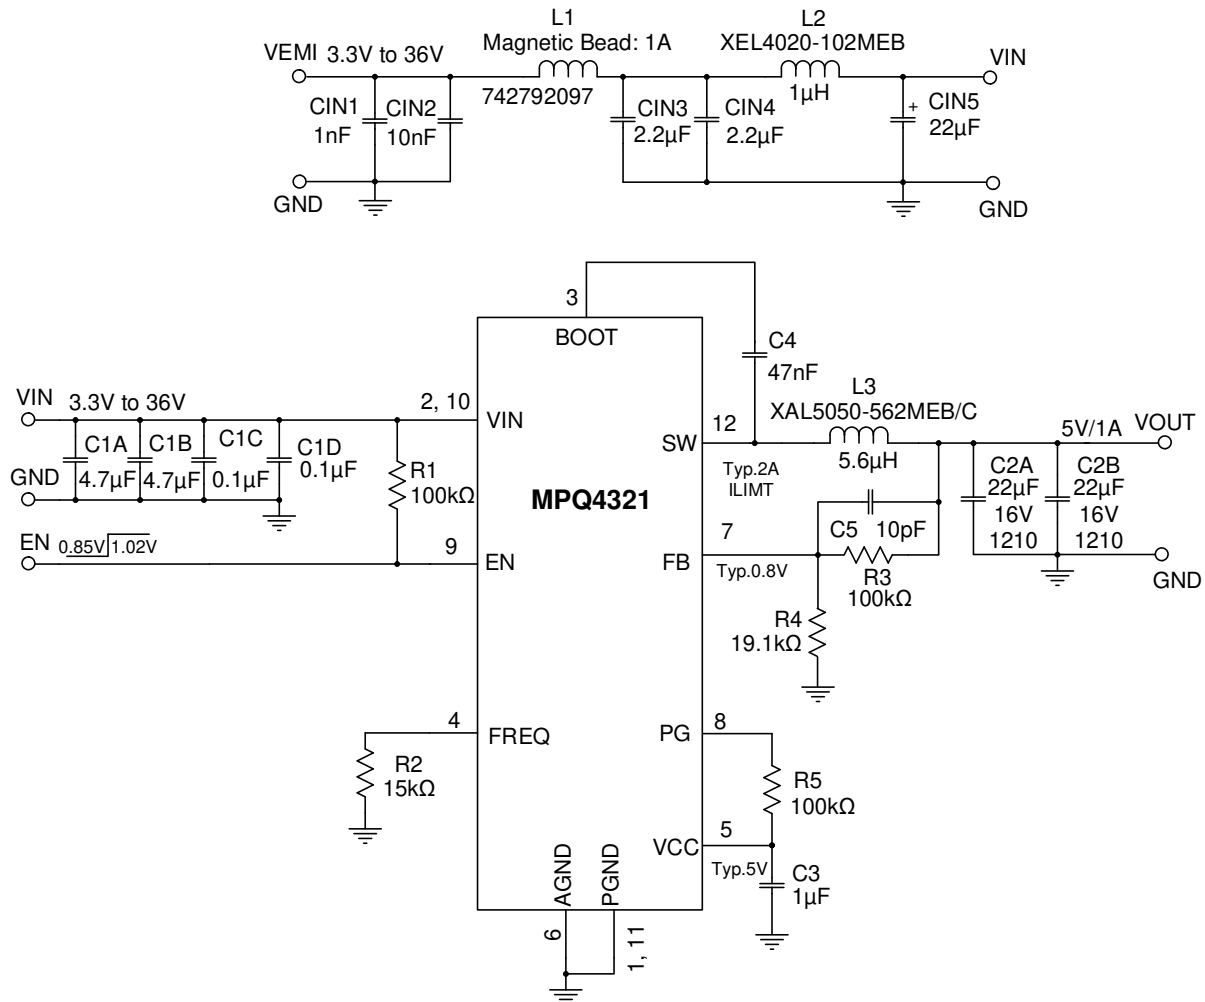 L1
Magnetic Bead: 1A
742792097
L2
XEL4020-102MEB
1µH
VEMI 3.3V to 36V
VIN
CIN1
1nF
CIN2
10nF
CIN3
2.2µF
CIN4
2.2µF
+
CIN5
22µF
GND
GND
3
BOOT
C4
47nF
VIN 3.3V to 36V
2, 10
VIN
C1A
4.7µF
C1B
4.7µF
C1C
0.1µF
C1D
0.1µF
GND
R1
100kΩ
EN 0.85V 1.02V
9
EN
MPQ4321
SW
12
Typ.2A
ILIMT
L3
XAL5050-562MEB/C
5.6µH
5V/1A
VOUT
C2A
22µF
16V
1210
C2B
22µF
16V
1210
GND
C5
10pF
7
FB
Typ.0.8V
R3
100kΩ
R4
19.1kΩ
4
FREQ
R2
15kΩ
PG
8
R5
100kΩ
VCC
5
Typ.5V
C3
1µF
AGND
PGND
6
1, 11